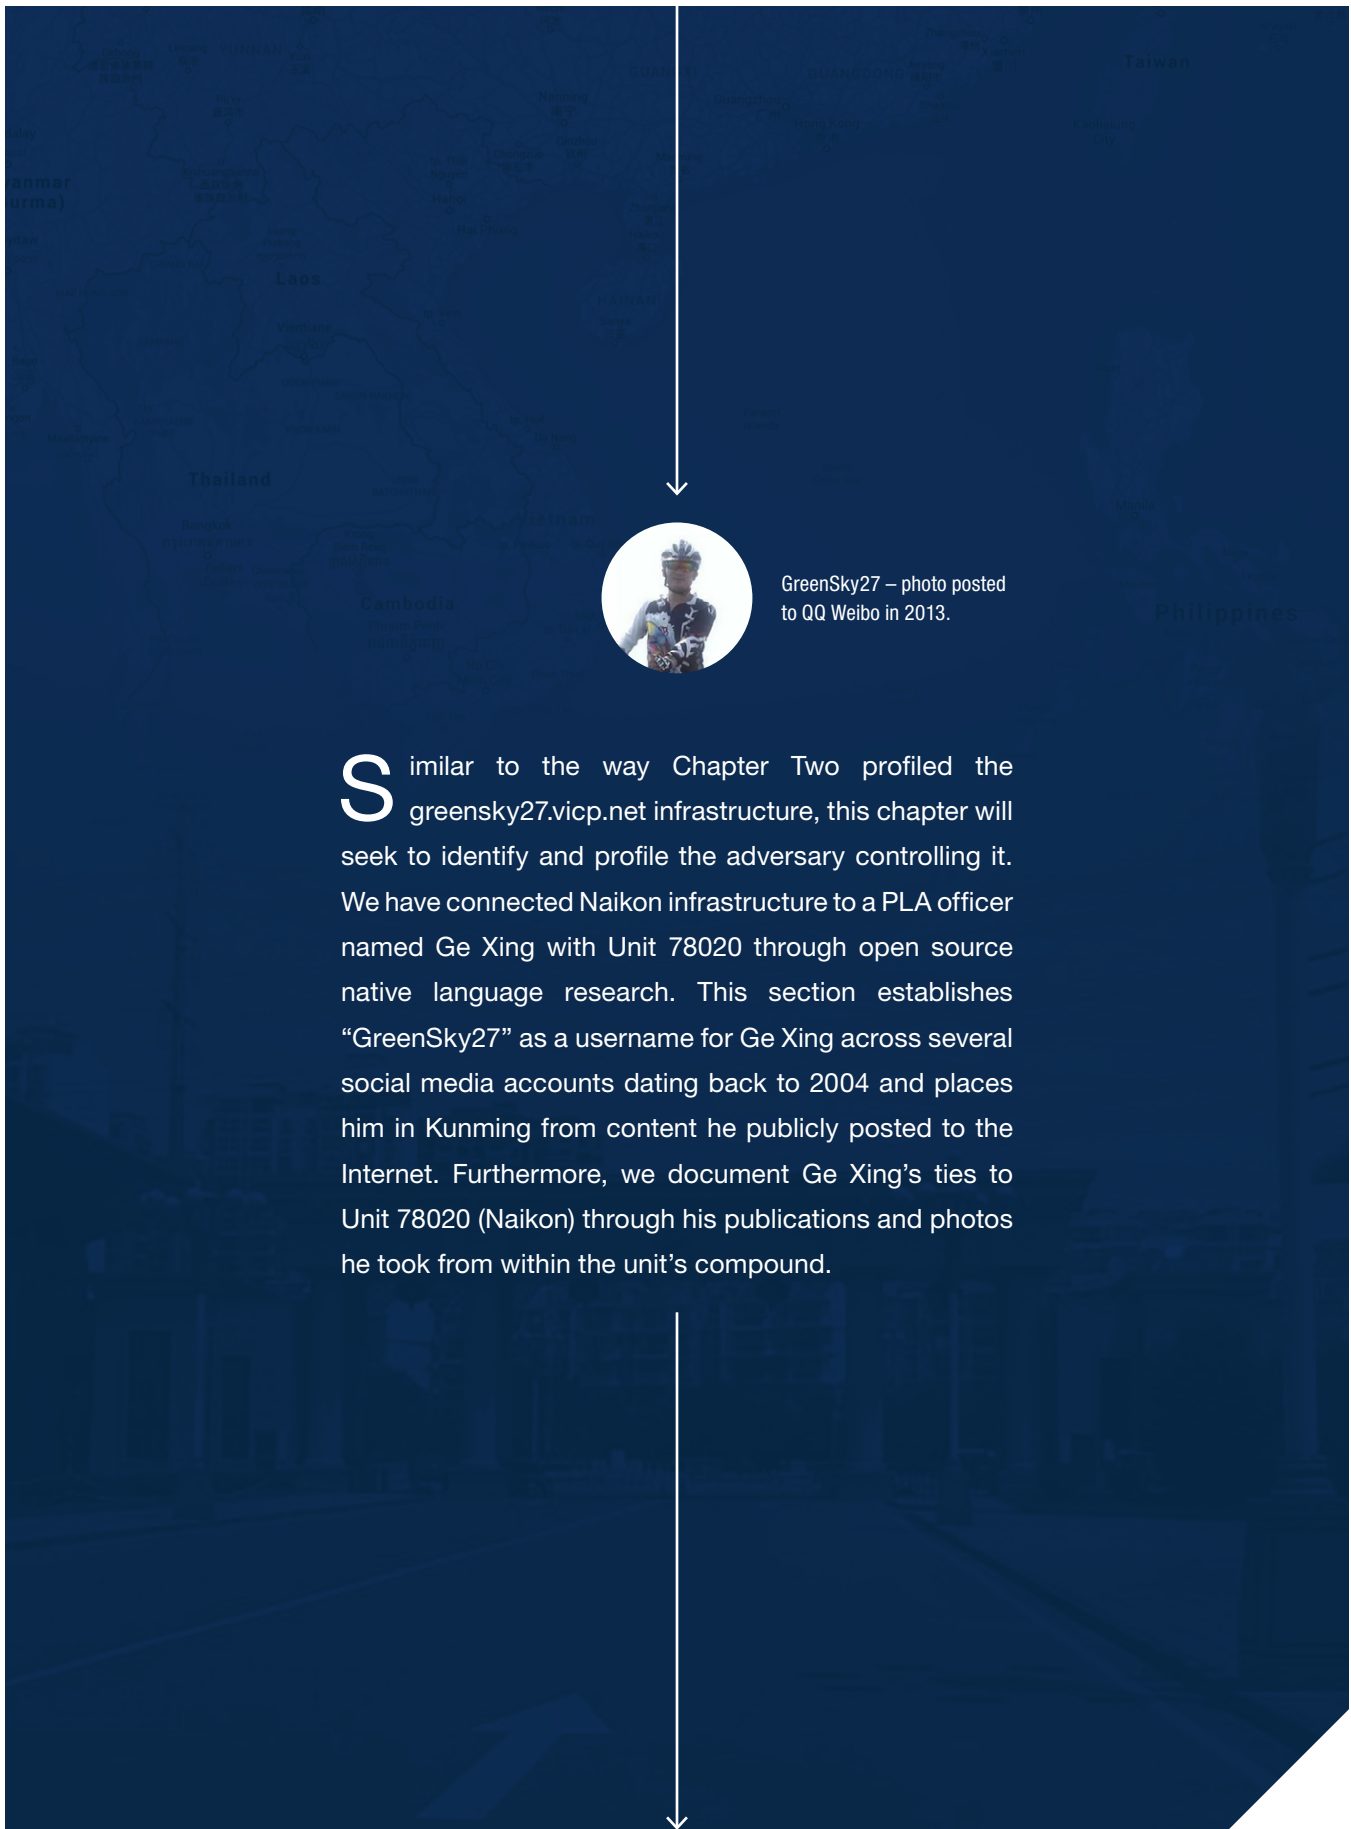 Taiwan
Laos
Thailand
Vietnam
Cambodia
Philippines
GreenSky27 – photo posted
to QQ Weibo in 2013.
Similar to the way Chapter Two profiled the
greensky27.vicp.net infrastructure, this chapter will
seek to identify and profile the adversary controlling it.
We have connected Naikon infrastructure to a PLA officer
named Ge Xing with Unit 78020 through open source
native language research. This section establishes
“GreenSky27” as a username for Ge Xing across several
social media accounts dating back to 2004 and places
him in Kunming from content he publicly posted to the
Internet. Furthermore, we document Ge Xing’s ties to
Unit 78020 (Naikon) through his publications and photos
he took from within the unit’s compound.